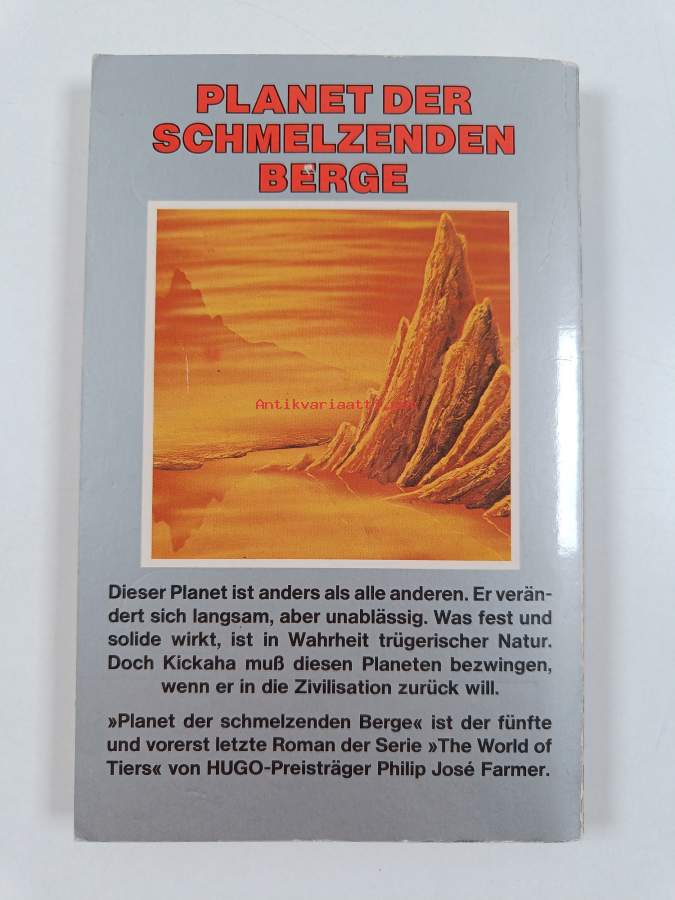 PLANET DER
SCHMELZENDEN
BERGE
Antikvariaatti.net
Dieser Planet ist anders als alle anderen. Er verän-
dert sich langsam, aber unablässig. Was fest und
solide wirkt, ist in Wahrheit trügerischer Natur.
Doch Kickaha muß diesen Planeten bezwingen,
wenn er in die Zivilisation zurück will.
»Planet der schmelzenden Berge« ist der fünfte
und vorerst letzte Roman der Serie »The World of
Tiers« von HUGO-Preisträger Philip José Farmer.